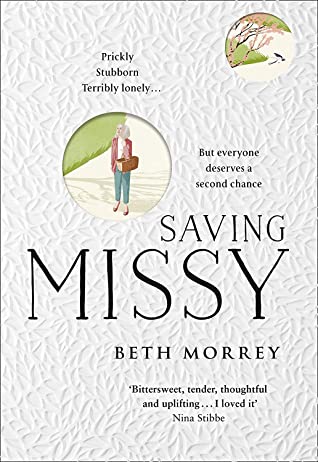 Prickly
Stubborn
Terribly lonely...
But everyone
deserves a
second chance
SAVING
MISSY
BETH MORREY
‘Bittersweet, tender, thoughtful
and uplifting... I loved it’
Nina Stibbe